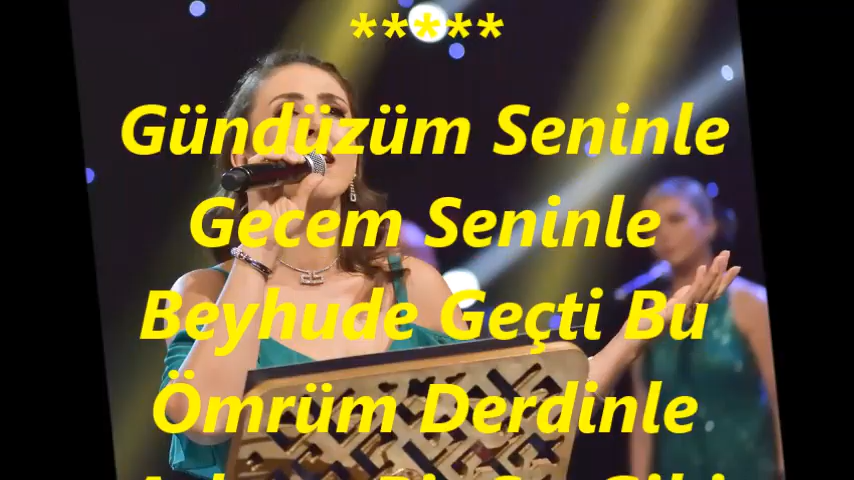 *****
Gündüzüm Seninle
Gecem Seninle
Beyhude Geçti Bu
Ömrüm Derdinle